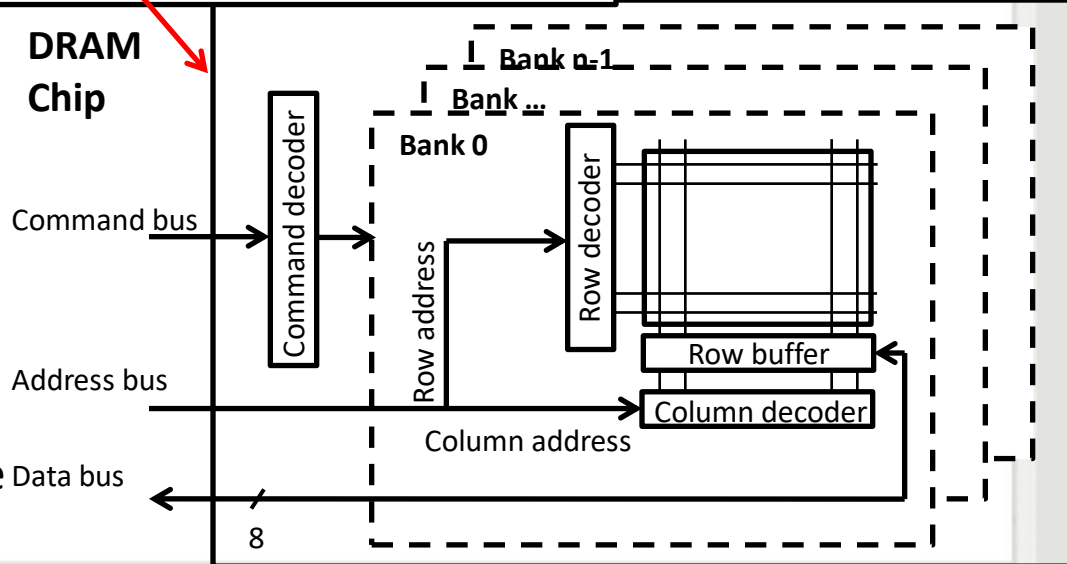 DRAM
Chip
Bank n-1
Bank ...
Bank 0
Command decoder
Row decoder
Command bus
Row address
Row buffer
Address bus
Column decoder
Column address
e Data bus
8